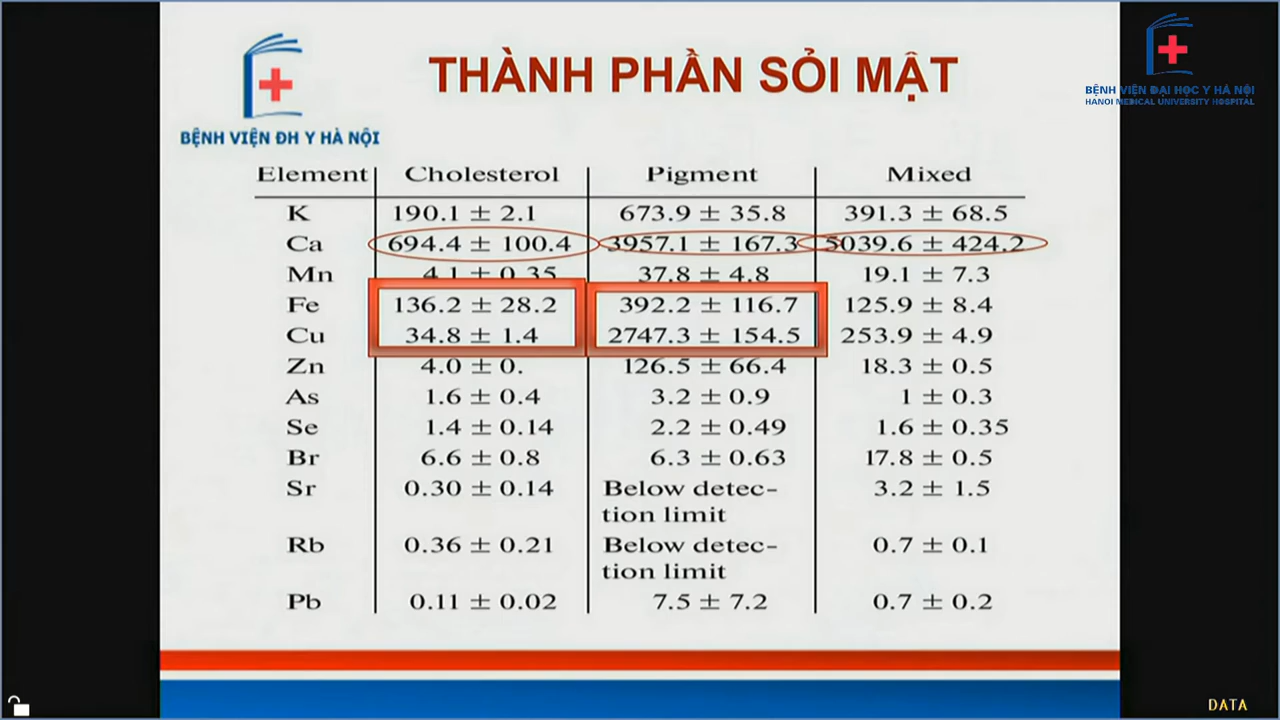 THÀNH PHẦN SỎI MẬT
BỆNH VIỆN ĐH Y HÀ NỘI
BỆNH VIỆN ĐẠI HỌC Y HÀ NỘI
HANOI MEDICAL UNIVERSITY HOSPITAL
Element Cholesterol Pigment Mixed
K 190.1 ± 2.1 673.9 ± 35.8 391.3 ± 68.5
Ca 694.4 ± 100.4 3957.1 ± 167.3 5039.6 ± 424.2
Mn 4.1 ± 0.35 37.8 ± 4.8 19.1 ± 7.3
Fe 136.2 ± 28.2 392.2 ± 116.7 125.9 ± 8.4
Cu 34.8 ± 1.4 2747.3 ± 154.5 253.9 ± 4.9
Zn 4.0 ± 0. 126.5 ± 66.4 18.3 ± 0.5
As 1.6 ± 0.4 3.2 ± 0.9 1 ± 0.3
Se 1.4 ± 0.14 2.2 ± 0.49 1.6 ± 0.35
Br 6.6 ± 0.8 6.3 ± 0.63 17.8 ± 0.5
Sr 0.30 ± 0.14 Below detec- 3.2 ± 1.5
tion limit
Rb 0.36 ± 0.21 Below detec- 0.7 ± 0.1
tion limit
Pb 0.11 ± 0.02 7.5 ± 7.2 0.7 ± 0.2
DATA